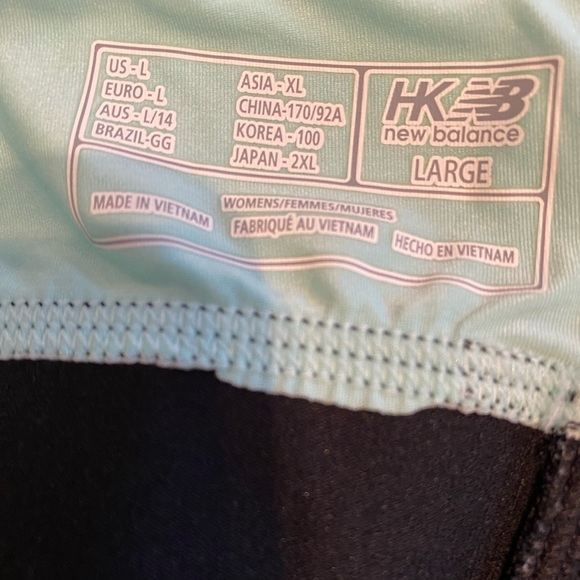 US-L
EURO-L
AUS-L/14
BRAZIL-GG
ASIA-XL
CHINA-170/92A
KOREA-100
JAPAN-2XL
HK NB
new balance
LARGE
MADE IN VIETNAM
WOMENS/FEMMES/MUJERES
FABRIQUÉ AU VIETNAM
HECHO EN VIETNAM